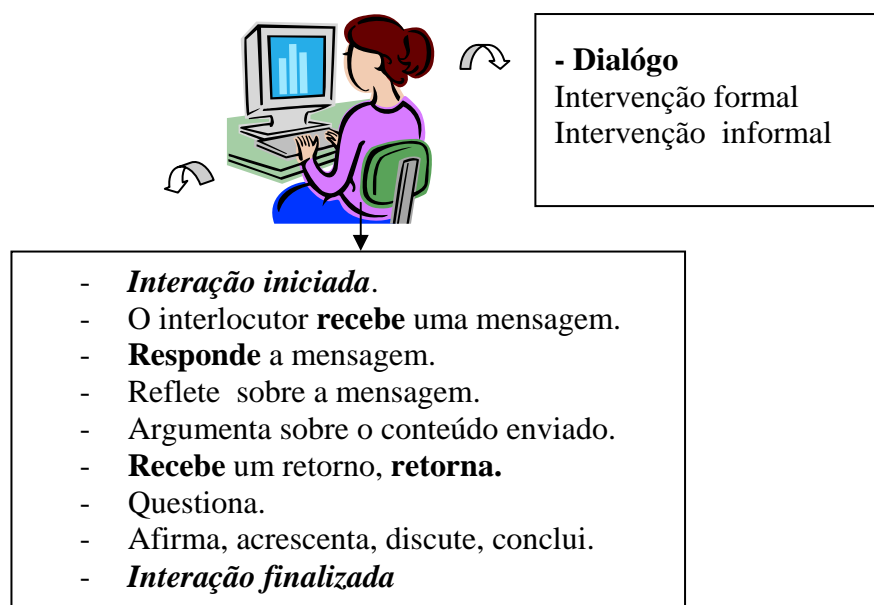 - Dialógo
Intervenção formal
Intervenção informal
- Interação iniciada.
- O interlocutor recebe uma mensagem.
- Responde a mensagem.
- Reflete sobre a mensagem.
- Argumenta sobre o conteúdo enviado.
- Recebe um retorno, retorna.
- Questiona.
- Afirma, acrescenta, discute, conclui.
- Interação finalizada